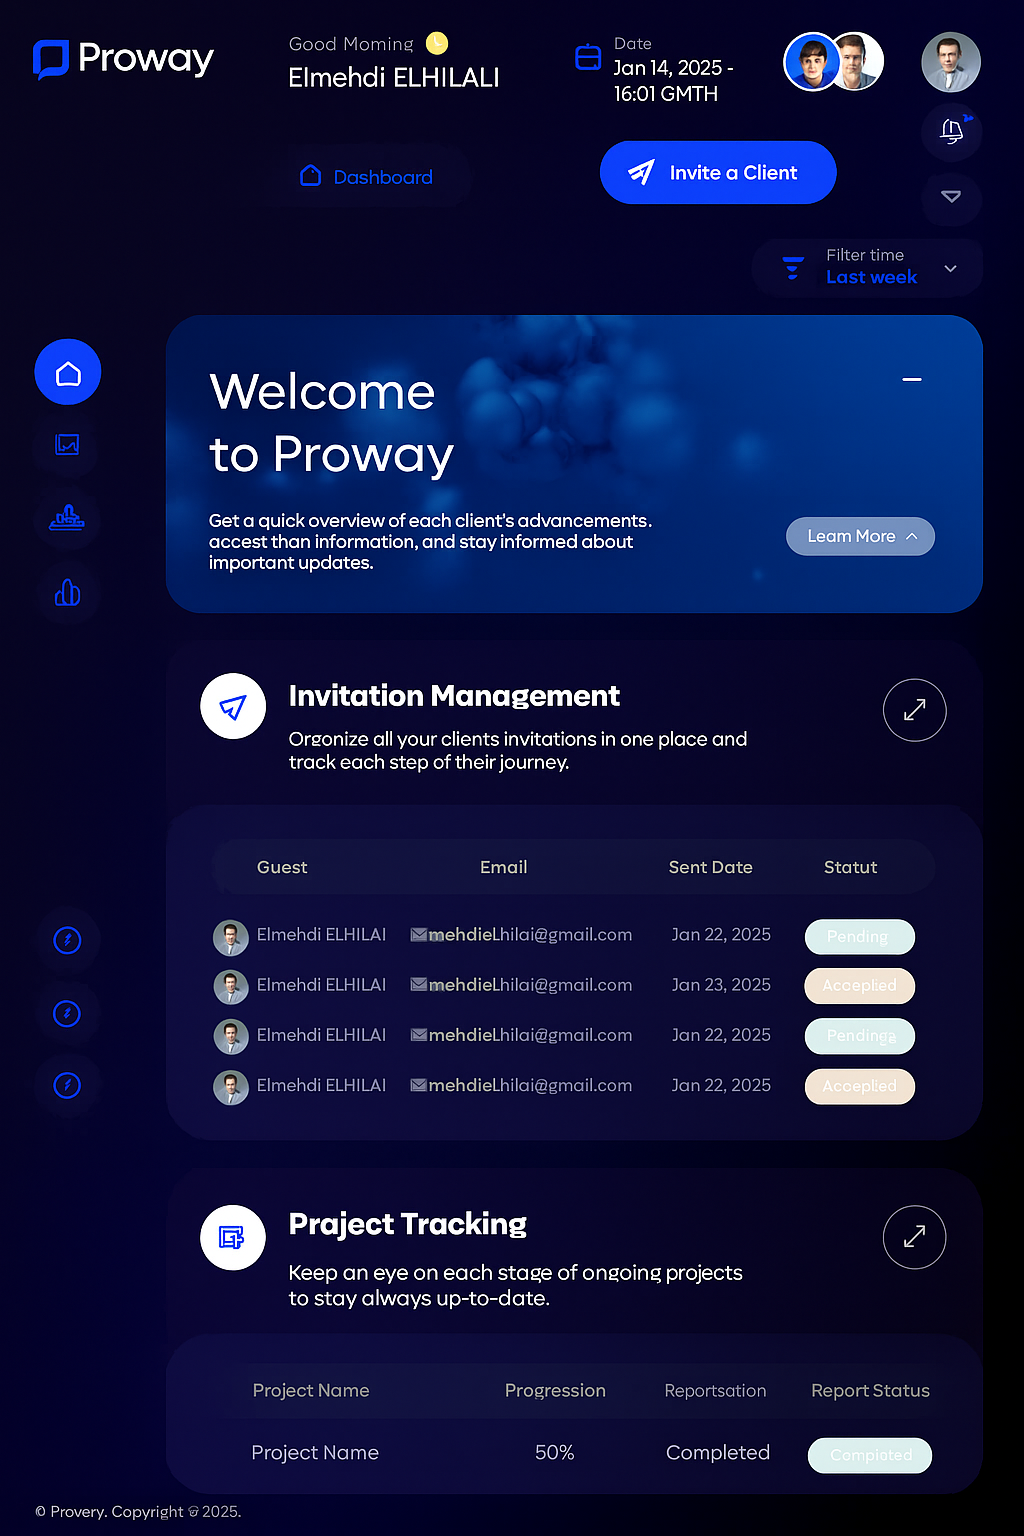 Proway
Good Moming
Elmehdi ELHILALI
Date
Jan 14, 2025 -
16:01 GMTH
Dashboard
Invite a Client
Filter time
Last week
Welcome
to Proway
Get a quick overview of each client's advancements.
accest than information, and stay informed about
important updates.
Leam More
Invitation Management
Orgonize all your clients invitations in one place and
track each step of their journey.
Guest Email Sent Date Statut
Elmehdi ELHILAI mehdieLhilai@gmail.com Jan 22, 2025 Pending
Elmehdi ELHILAI mehdieLhilai@gmail.com Jan 23, 2025 Acceplied
Elmehdi ELHILAI mehdieLhilai@gmail.com Jan 22, 2025 Pendinga
Elmehdi ELHILAI mehdieLhilai@gmail.com Jan 22, 2025 Acceplied
Praject Tracking
Keep an eye on each stage of ongoing projects
to stay always up-to-date.
Project Name Progression Reportsation Report Status
Project Name 50% Completed Compioted
© Provery. Copyright © 2025.